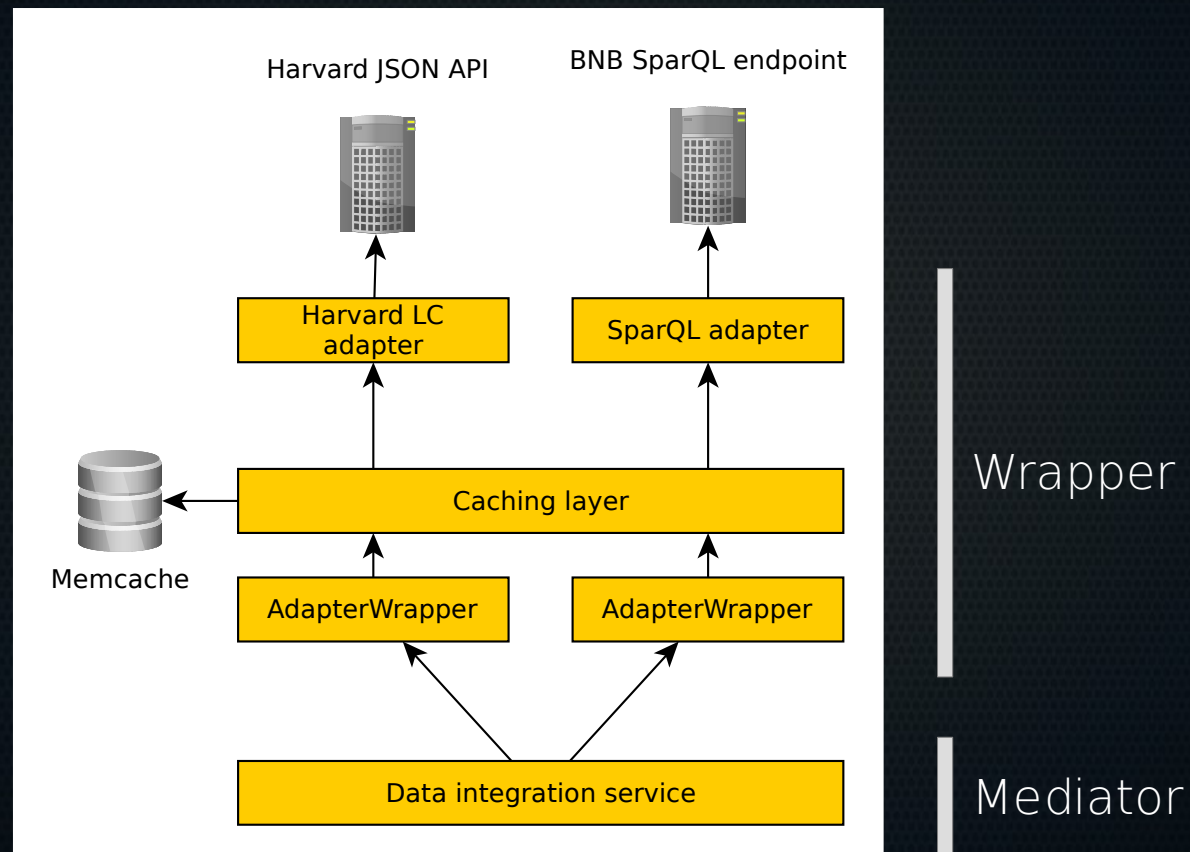 Harvard JSON API
BNB SparQL endpoint
Harvard LC
adapter
SparQL adapter
Caching layer
Wrapper
Memcache
AdapterWrapper
AdapterWrapper
Data integration service
Mediator